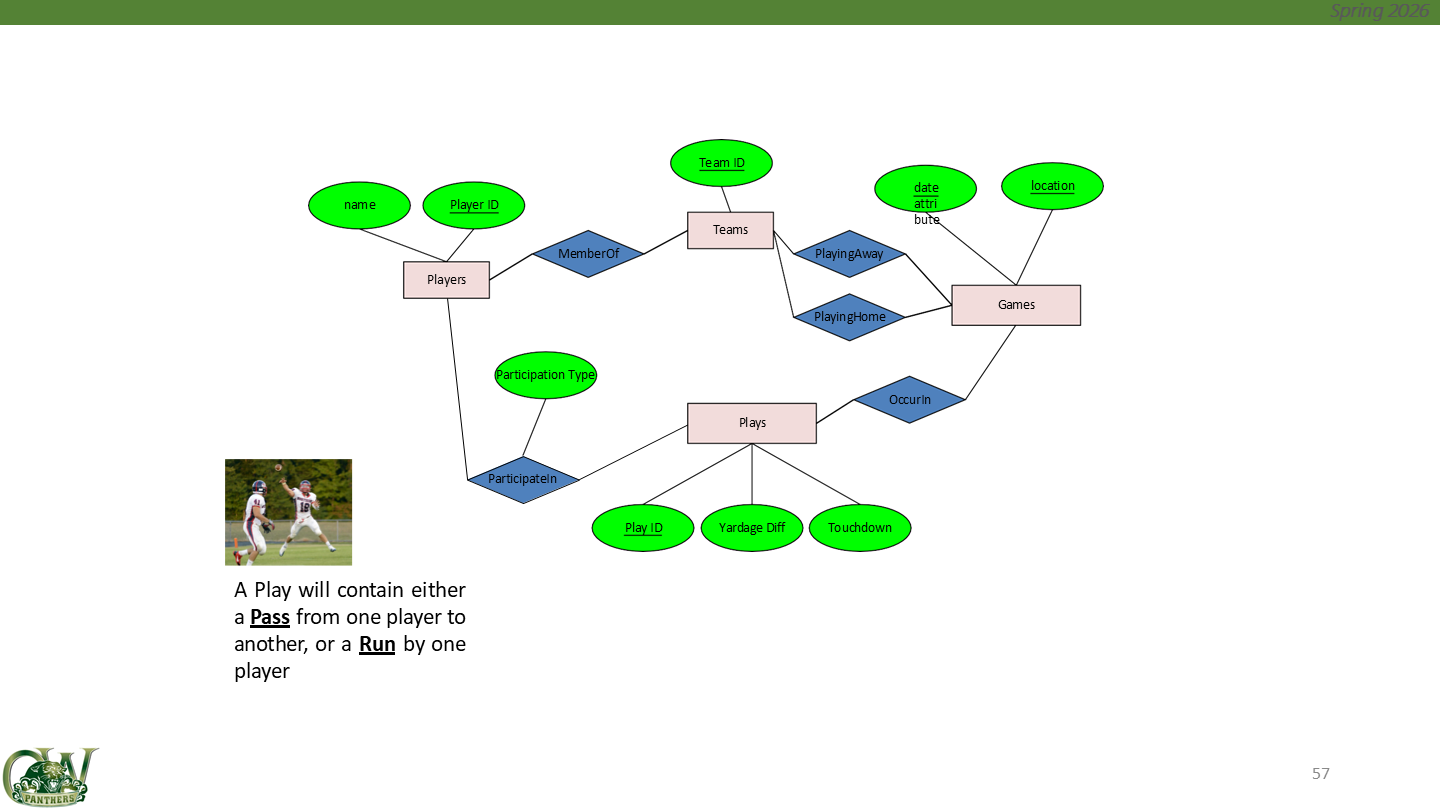 Spring 2026
Team ID
date
attri
bute
location
name
Player ID
Teams
MemberOf
PlayingAway
Players
Games
PlayingHome
Participation Type
OccurIn
Plays
ParticipateIn
Play ID
Yardage Diff
Touchdown
A Play will contain either
a Pass from one player to
another, or a Run by one
player
OW
PANTHERS
57